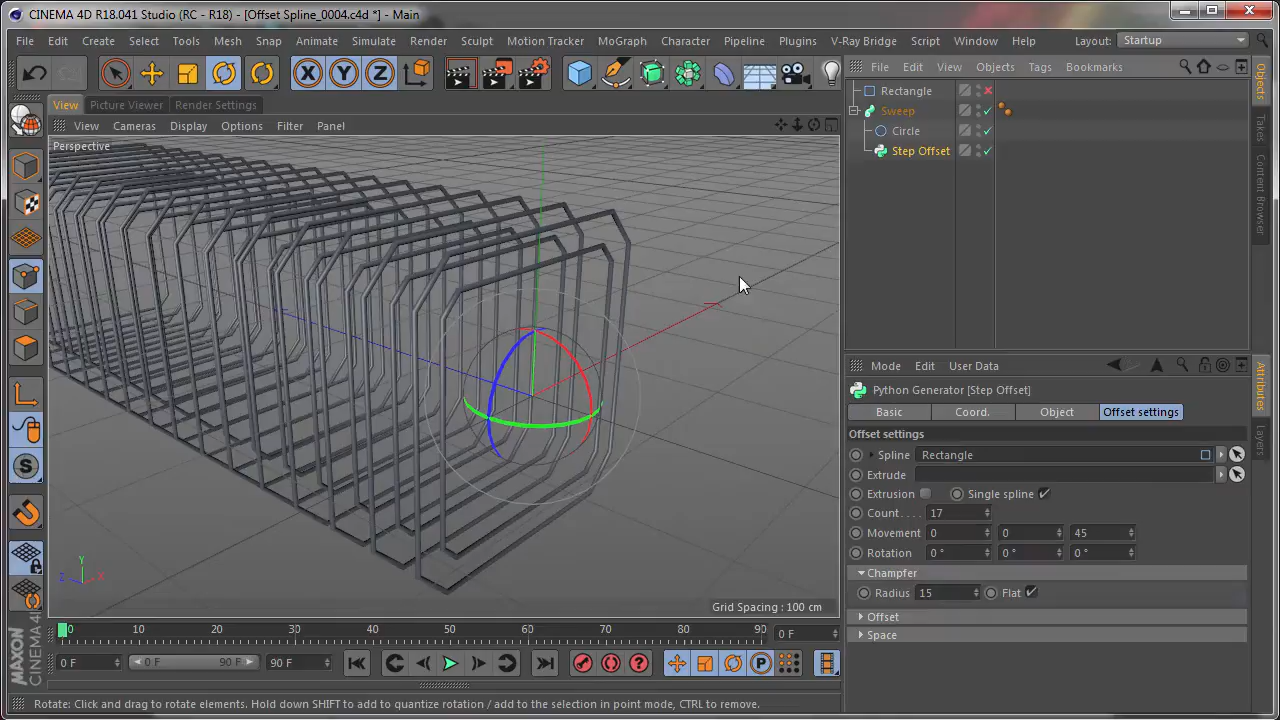 CINEMA 4D R18.041 Studio (RC - R18) - [Offset Spline_0004.c4d *] - Main
File Edit Create Select Tools Mesh Snap Animate Simulate Render Sculpt Motion Tracker MoGraph Character Pipeline Plugins V-Ray Bridge Script Window Help Layout: Startup
X Y Z
View Picture Viewer Render Settings
View Cameras Display Options Filter Panel
Perspective
Y
Z X
Grid Spacing : 100 cm
File Edit View Objects Tags Bookmarks
Rectangle
Sweep
Circle
Step Offset
Objects
Takes
Content Browser
Mode Edit User Data
Python Generator [Step Offset]
Basic Coord. Object Offset settings
Offset settings
Spline Rectangle
Extrude
Extrusion Single spline
Count . . . . 17
Movement 0 0 45
Rotation 0 ° 0 ° 0 °
Champfer
Radius 15 Flat
Offset
Space
Attributes
Layers
S
0 10 20 30 40 50 60 70 80 90 0 F
0 F 0 F 90 F 90 F
P
MAXON
CINEMA 4D
Rotate: Click and drag to rotate elements. Hold down SHIFT to add to quantize rotation / add to the selection in point mode, CTRL to remove.